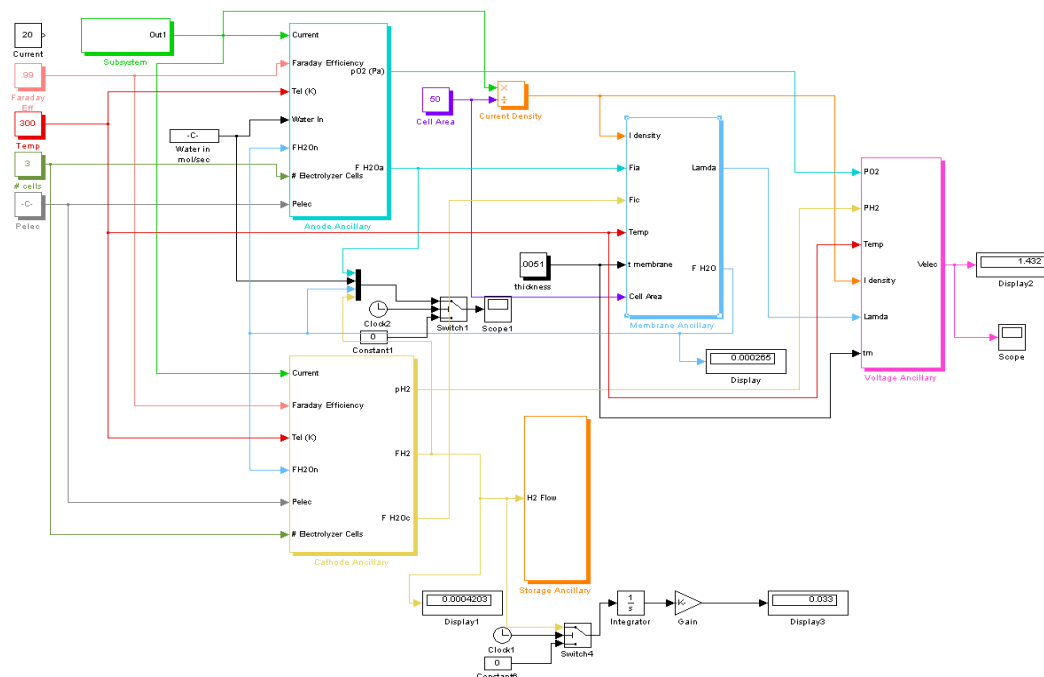 20
Current
.99
Faraday
Eff
300
Temp
3
# cells
-C-
Pelec
Out1
Subsystem
-C-
Water in
mol/sec
Current
Faraday Efficiency
pO2 (Pa)
Tel (K)
Water In
FH2On
F H2Oa
# Electrolyzer Cells
Pelec
Anode Ancillary
50
Cell Area
×
÷
Current Density
I density
Fia
Lamda
Fic
Temp
t membrane
F H2O
Cell Area
Membrane Ancillary
.0051
thickness
Clock2
0
Constant1
Switch1
Scope1
0.000265
Display
PO2
PH2
Temp
Velec
I density
Lamda
tm
Voltage Ancillary
1.432
Display2
Scope
Current
pH2
Faraday Efficiency
Tel (K)
FH2
FH2On
Pelec
F H2Oc
# Electrolyzer Cells
Cathode Ancillary
H2 Flow
Storage Ancillary
0.0004203
Display1
Clock1
0
Constant6
Switch4
1
s
Integrator
K-
Gain
0.033
Display3